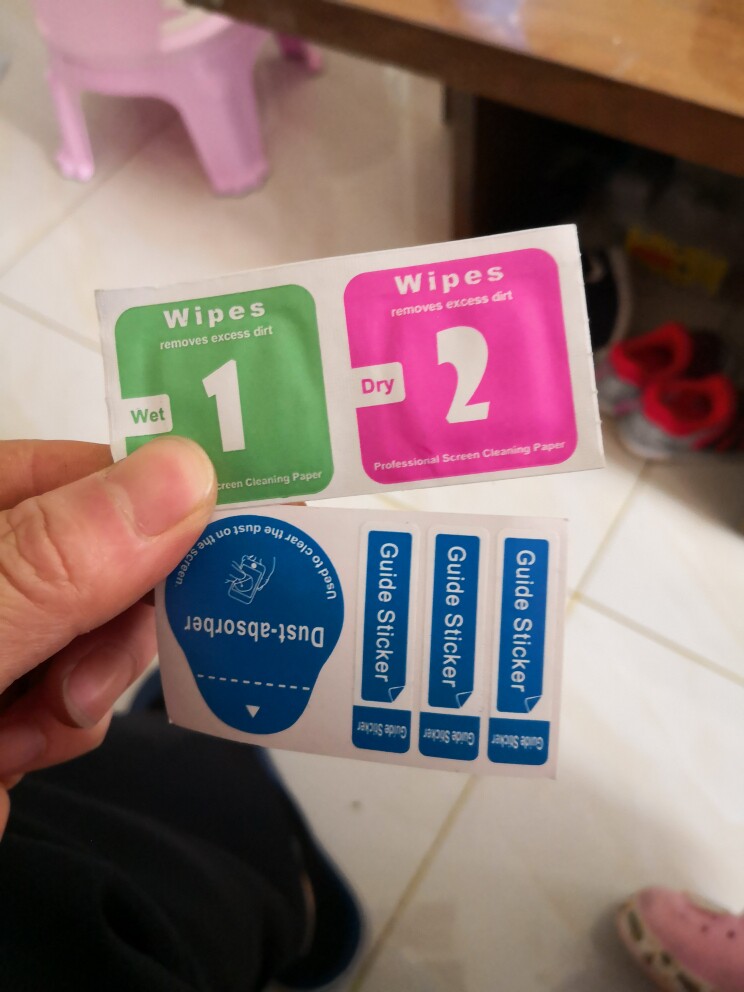 Wipes
removes excess dirt
1
Wet
creen Cleaning Paper
Wipes
removes excess dirt
2
Dry
Professional Screen Cleaning Paper
Used to clear the dust on the screen.
Dust-absorber
Guide Sticker
Guide Sticker
Guide Sticker
Guide Sticker
Guide Sticker
Guide Sticker